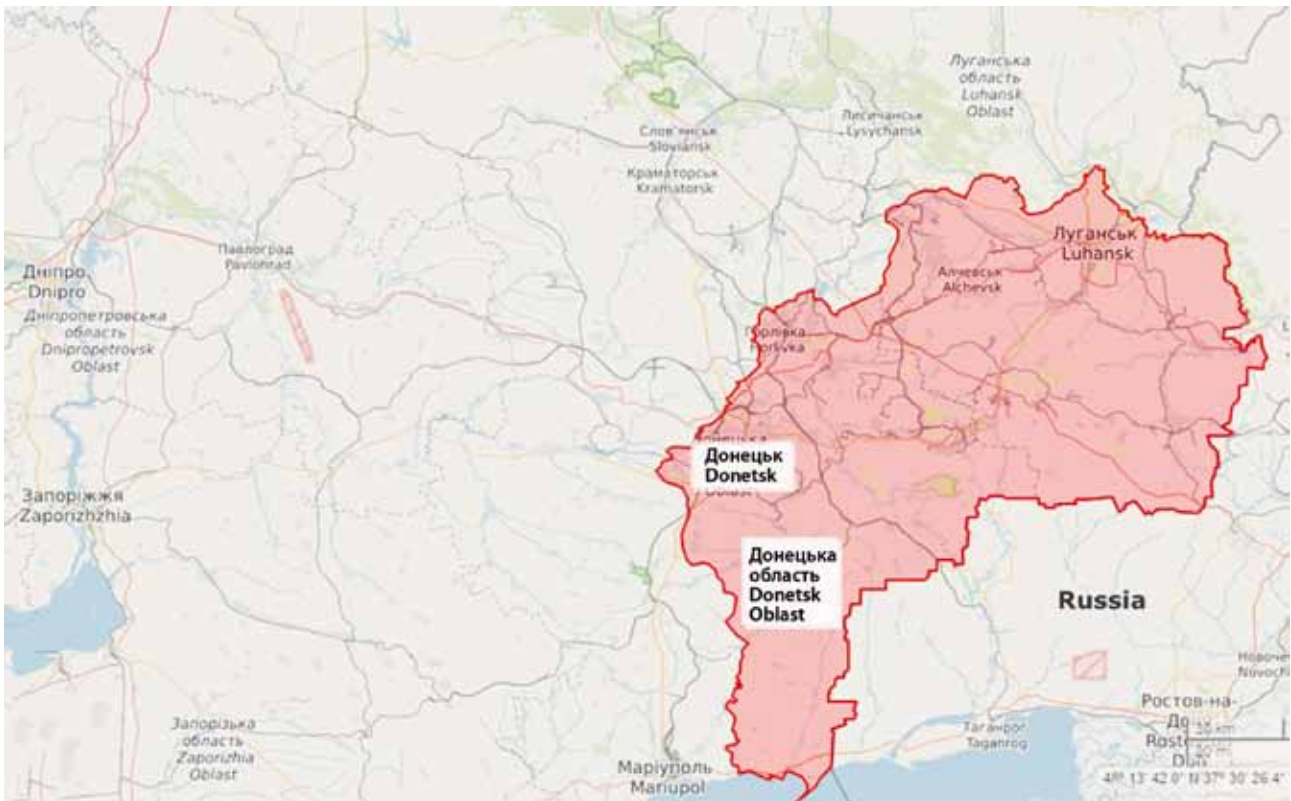 Луганська
область
Luhansk
Oblast
Лисичанськ
Lysychansk
Слов'янськ
Sloviansk
Краматорськ
Kramatorsk
Луганськ
Luhansk
Павлоград
Pavlohrad
Дніпро
Dnipro
Алчевськ
Alchevsk
Дніпропетровська
область
Dnipropetrovsk
Oblast
Горлівка
Horlivka
Донецьк
Donetsk
Запоріжжя
Zaporizhzhia
Донецька
область
Donetsk
Oblast
Russia
Запорізька
область
Zaporizhia
Oblast
Таганрог
Taganrog
Ростов-на-
Маріуполь
Mariupol